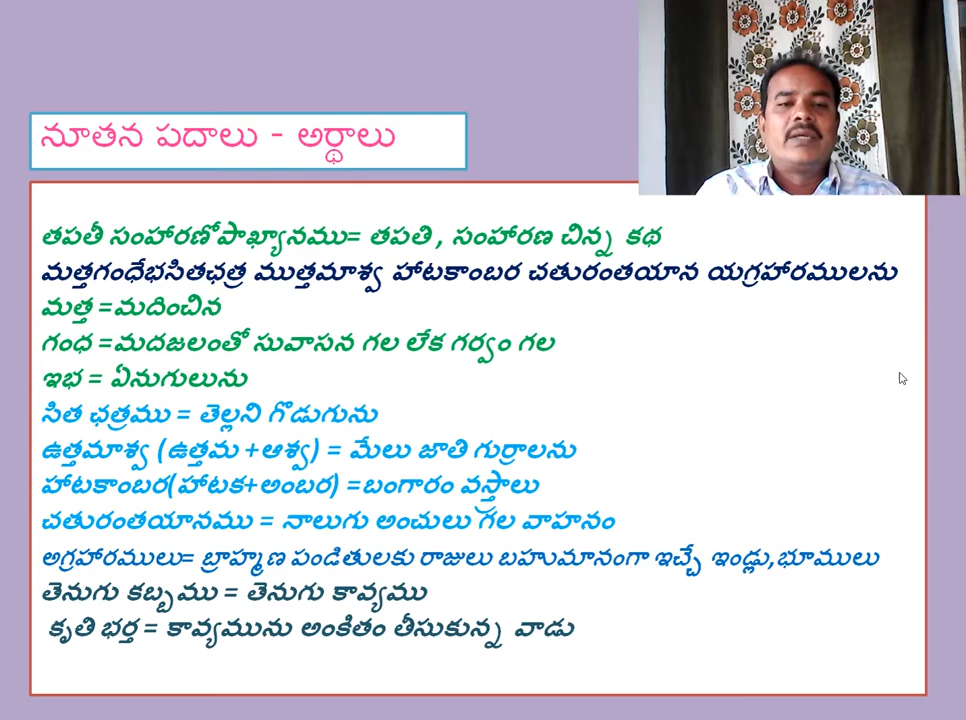 నూతన పదాలు - అర్థాలు
తపతీ సంహారణోపాఖ్యానము= తపతి , సంహారణ చిన్న కథ
మత్తగంధేభసితఛత్ర ముత్తమాశ్వ హాటకాంబర చతురంతయాన యగ్రహారములను
మత్త =మదించిన
గంధ =మదజలంతో సువాసన గల లేక గర్వం గల
ఇభ = ఏనుగులును
సిత ఛత్రము = తెల్లని గొడుగును
ఉత్తమాశ్వ (ఉత్తమ +ఆశ్వ) = మేలు జాతి గుర్రాలను
హాటకాంబర(హాటక+అంబర) =బంగారం వస్త్రాలు
చతురంతయానము = నాలుగు అంచులు గల వాహనం
అగ్రహారములు= బ్రాహ్మణ పండితులకు రాజులు బహుమానంగా ఇచ్చే ఇండ్లు,భూములు
తెనుగు కబ్బము = తెనుగు కావ్యము
కృతి భర్త = కావ్యమును అంకితం తీసుకున్న వాడు